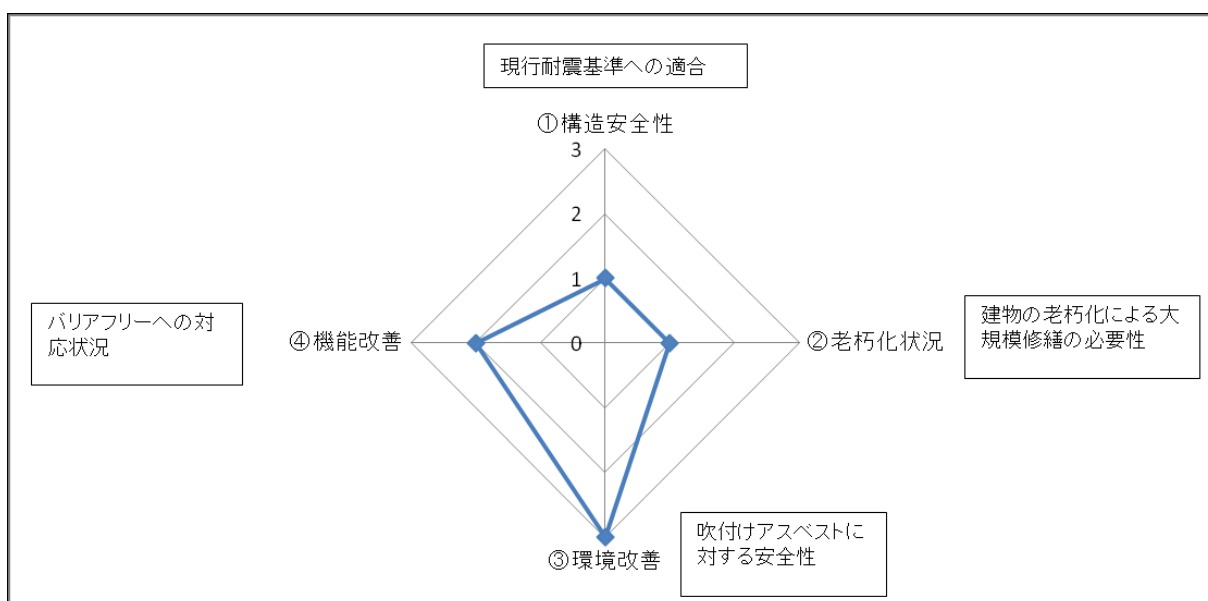 現行耐震基準への適合
①構造安全性
3
2
1
0
バリアフリーへの対
応状況
④機能改善
②老朽化状況
建物の老朽化による大
規模修繕の必要性
③環境改善
吹付けアスベストに
対する安全性